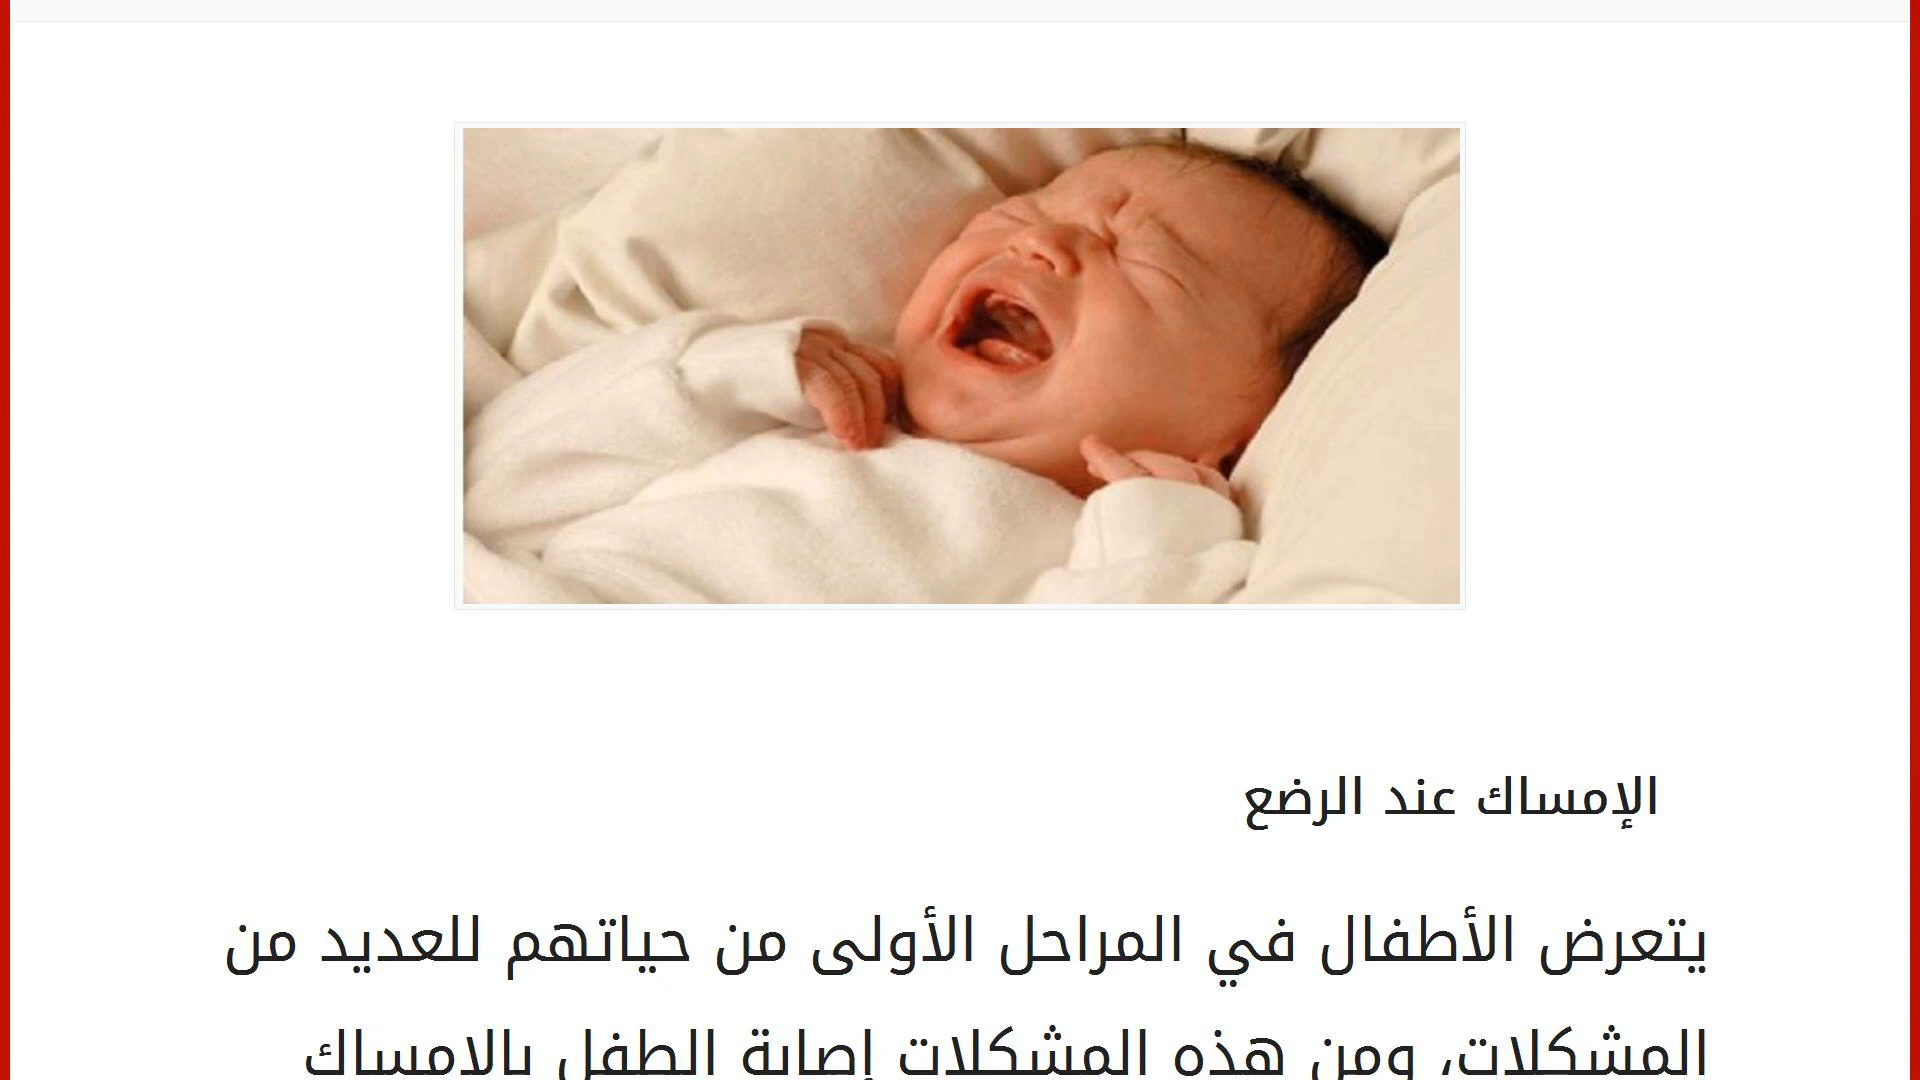 الإمساك عند الرضع
يتعرض الأطفال في المراحل الأولى من حياتهم للعديد من
المشكلات، ومن هذه المشكلات إصابة الطفل بالامساك